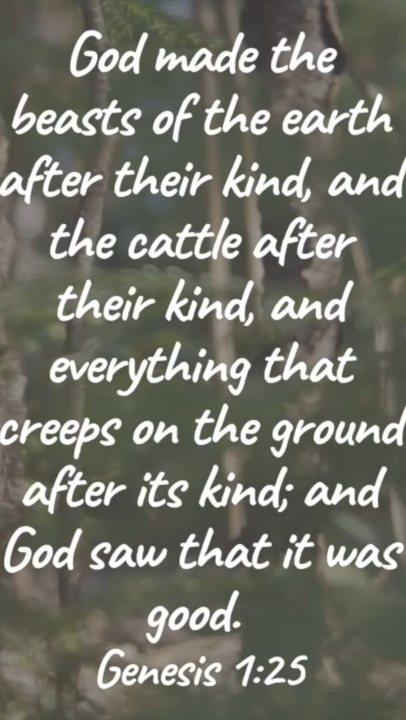 God made the
beasts of the earth
after their kind, and
the cattle after
their kind, and
everything that
creeps on the ground
after its kind; and
God saw that it was
good.
Genesis 1:25